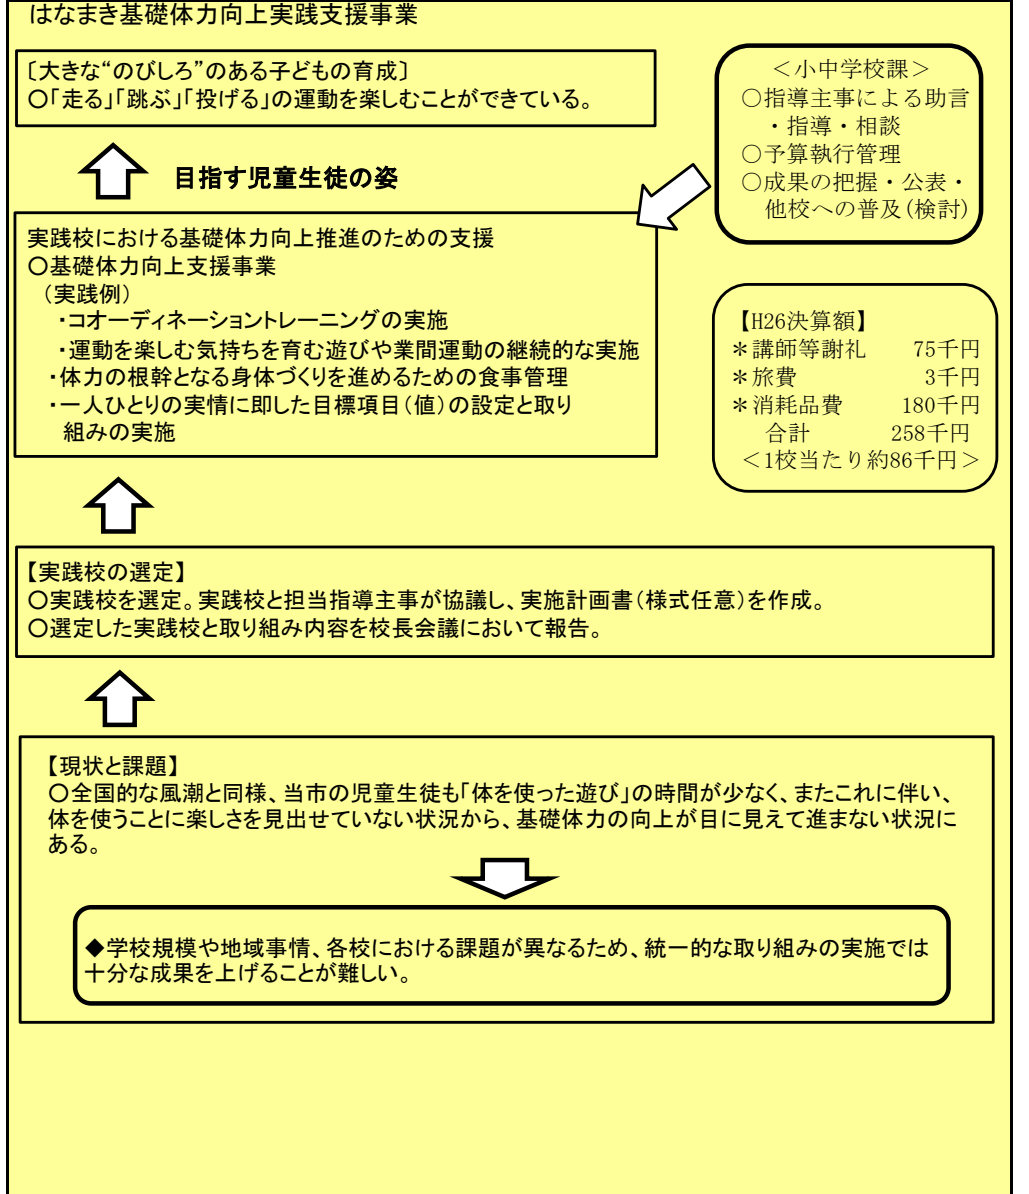 はなまき基礎体力向上実践支援事業
〔大きな“のびしろ”のある子どもの育成〕
○「走る」「跳ぶ」「投げる」の運動を楽しむことができている。
＜小中学校課＞
○指導主事による助言
・指導・相談
○予算執行管理
○成果の把握・公表・
他校への普及(検討)
目指す児童生徒の姿
実践校における基礎体力向上推進のための支援
○基礎体力向上支援事業
（実践例）
・コオーディネーショントレーニングの実施
・運動を楽しむ気持ちを育む遊びや業間運動の継続的な実施
・体力の根幹となる身体づくりを進めるための食事管理
・一人ひとりの実情に即した目標項目（値）の設定と取り
組みの実施
【H26決算額】
＊講師等謝礼 75千円
＊旅費 3千円
＊消耗品費 180千円
合計 258千円
＜1校当たり約86千円＞
【実践校の選定】
○実践校を選定。実践校と担当指導主事が協議し、実施計画書（様式任意）を作成。
○選定した実践校と取り組み内容を校長会議において報告。
【現状と課題】
○全国的な風潮と同様、当市の児童生徒も「体を使った遊び」の時間が少なく、またこれに伴い、
体を使うことに楽しさを見出せていない状況から、基礎体力の向上が目に見えて進まない状況に
ある。
◆学校規模や地域事情、各校における課題が異なるため、統一的な取り組みの実施では
十分な成果を上げることが難しい。